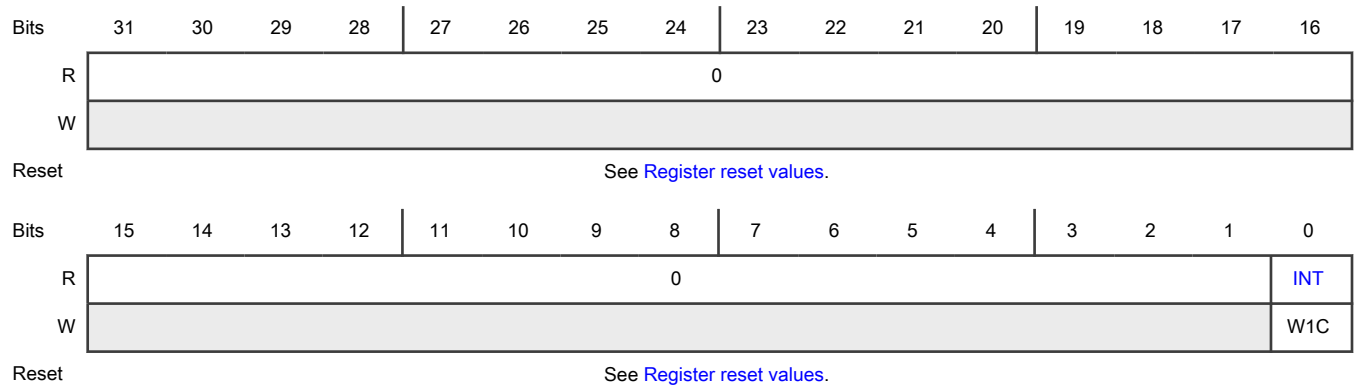 Bits 31 30 29 28 27 26 25 24 23 22 21 20 19 18 17 16
R 0
W
Reset See Register reset values.
Bits 15 14 13 12 11 10 9 8 7 6 5 4 3 2 1 0
R 0 INT
W W1C
Reset See Register reset values.